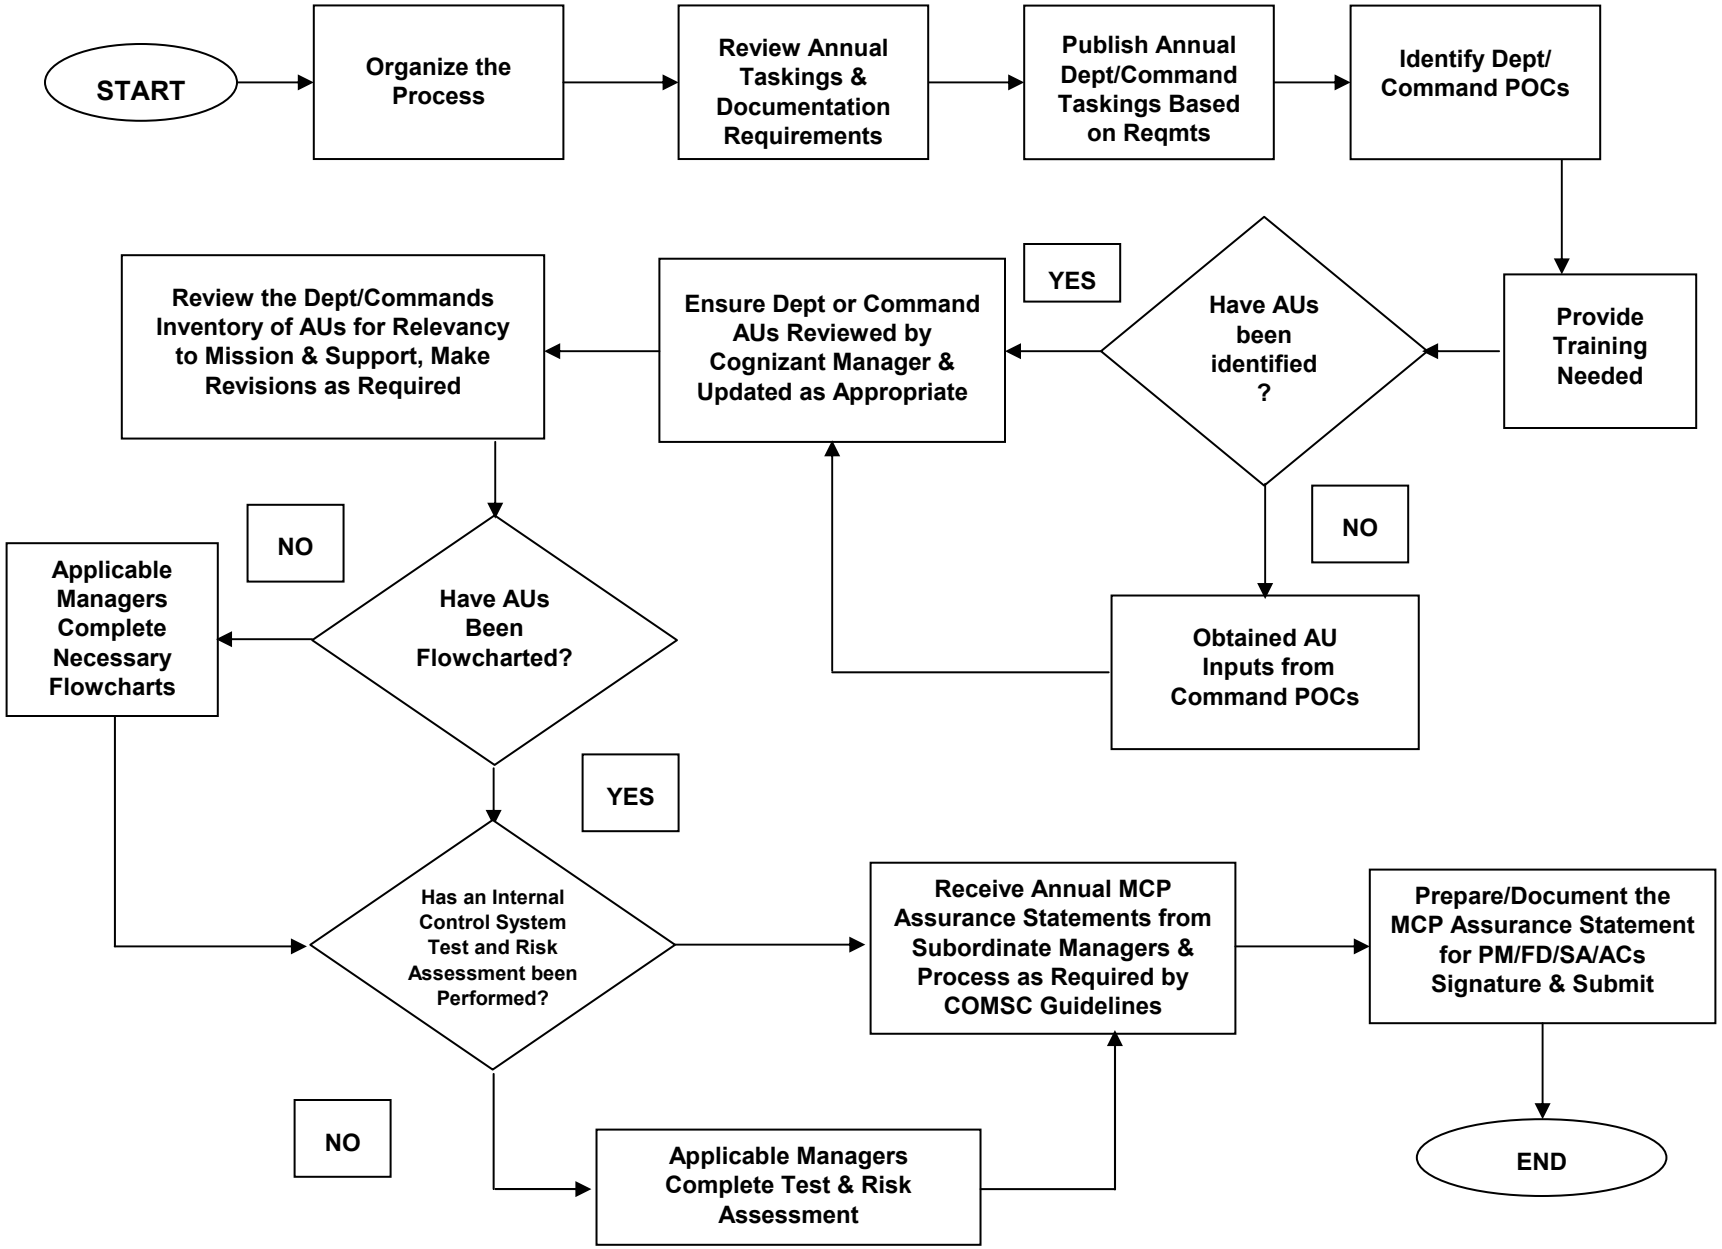 START
Organize the
Process
Review Annual
Taskings &
Documentation
Requirements
Publish Annual
Dept/Command
Taskings Based
on Reqmts
Identify Dept/
Command POCs
Provide
Training
Needed
Have AUs
been
identified
?
YES
NO
Ensure Dept or Command
AUs Reviewed by
Cognizant Manager &
Updated as Appropriate
Obtained AU
Inputs from
Command POCs
Review the Dept/Commands
Inventory of AUs for Relevancy
to Mission & Support, Make
Revisions as Required
Have AUs
Been
Flowcharted?
NO
Applicable
Managers
Complete
Necessary
Flowcharts
YES
Has an Internal
Control System
Test and Risk
Assessment been
Performed?
NO
Applicable Managers
Complete Test & Risk
Assessment
Receive Annual MCP
Assurance Statements from
Subordinate Managers &
Process as Required by
COMSC Guidelines
Prepare/Document the
MCP Assurance Statement
for PM/FD/SA/ACs
Signature & Submit
END